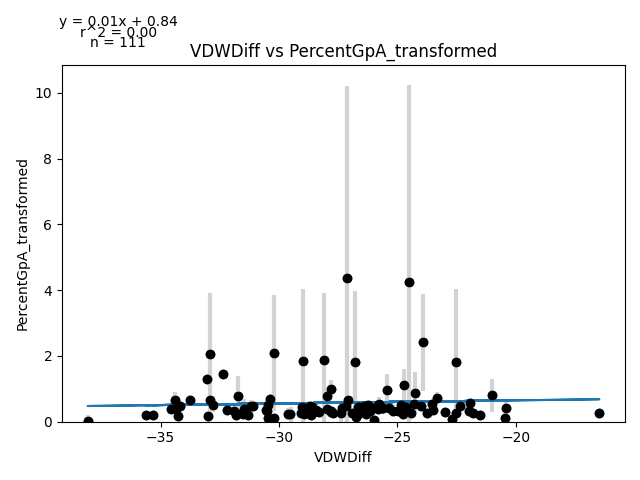 y = 0.01x + 0.84
r^2 = 0.00
n = 111
VDWDiff vs PercentGpA_transformed
10
8
6
4
2
0
PercentGpA_transformed
−35
−30
−25
−20
VDWDiff